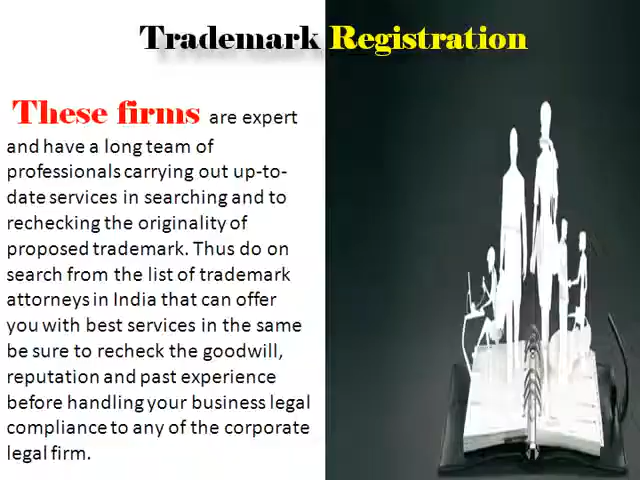 Trademark Registration
These firms are expert
and have a long team of
professionals carrying out up-to-
date services in searching and to
rechecking the originality of
proposed trademark. Thus do on
search from the list of trademark
attorneys in India that can offer
you with best services in the same
be sure to recheck the goodwill,
reputation and past experience
before handling your business legal
compliance to any of the corporate
legal firm.